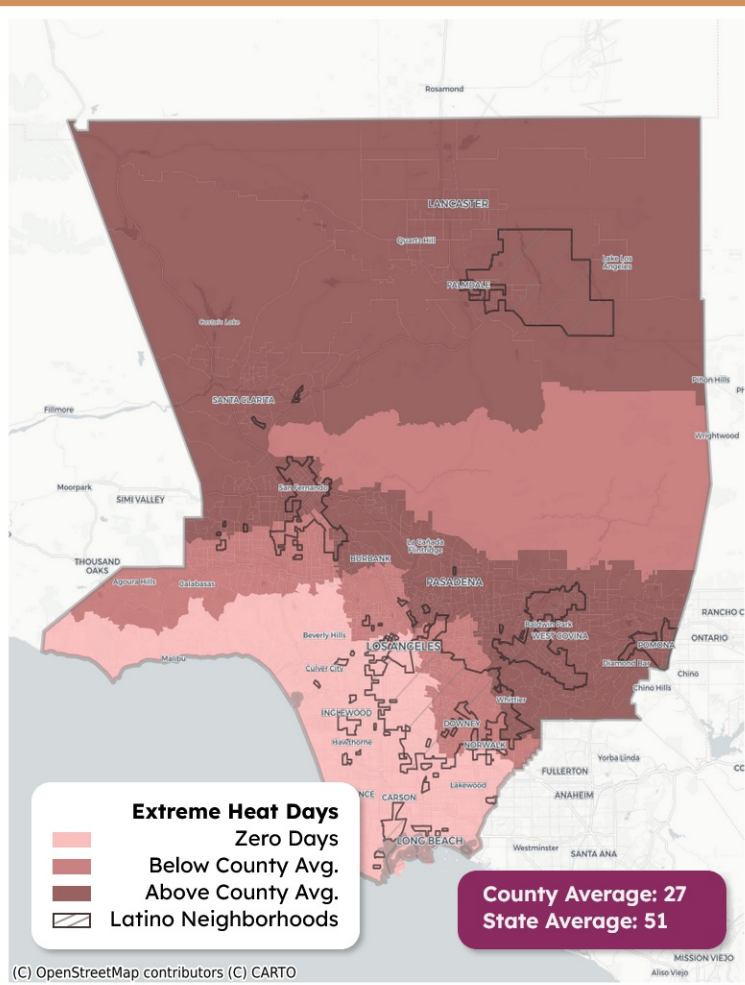 Rosamond
LANCASTER
Quartz Hill
Lake Los
Angeles
PALMDALE
Castaic Lake
Piñon Hills
SANTA CLARITA
Fillmore
Wrightwood
Moorpark
San Fernando
SIMI VALLEY
La Cañada
Flintridge
BURBANK
THOUSAND
OAKS
Agoura Hills
Calabasas
PASADENA
RANCHO C
Baldwin Park
WEST COVINA
Beverly Hills
LOS ANGELES
POMONA
ONTARIO
Malibu
Culver City
Diamond Bar
Chino
Chino Hills
Whittier
INGLEWOOD
DOWNEY
Hawthorne
NORWALK
Yorba Linda
FULLERTON
Lakewood
NCE
CARSON
ANAHEIM
LONG BEACH
Westminster
SANTA ANA
Extreme Heat Days
Zero Days
Below County Avg.
Above County Avg.
Latino Neighborhoods
County Average: 27
State Average: 51
MISSION VIEJO
Aliso Viejo
(C) OpenStreetMap contributors (C) CARTO